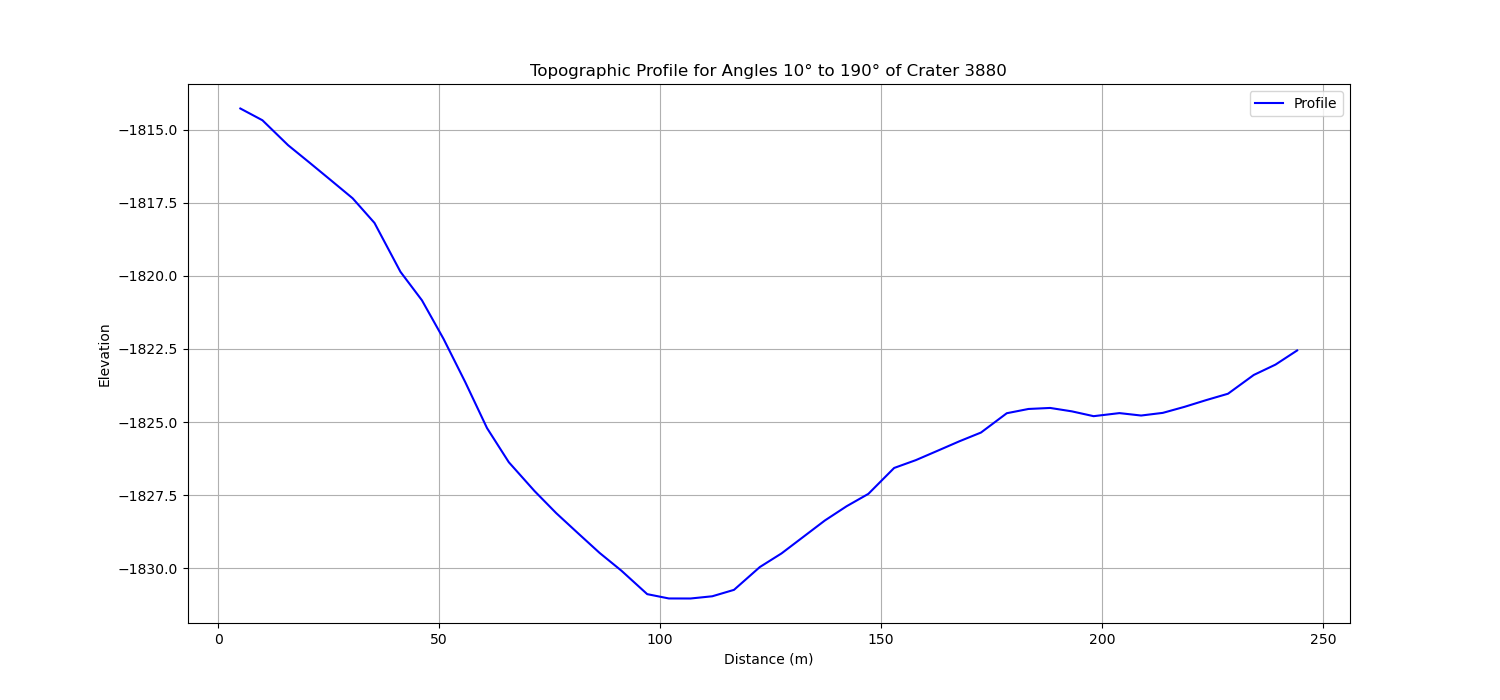 Topographic Profile for Angles 10° to 190° of Crater 3880
Profile
−1815.0
−1817.5
−1820.0
−1822.5
−1825.0
−1827.5
−1830.0
Elevation
0 50 100 150 200 250
Distance (m)